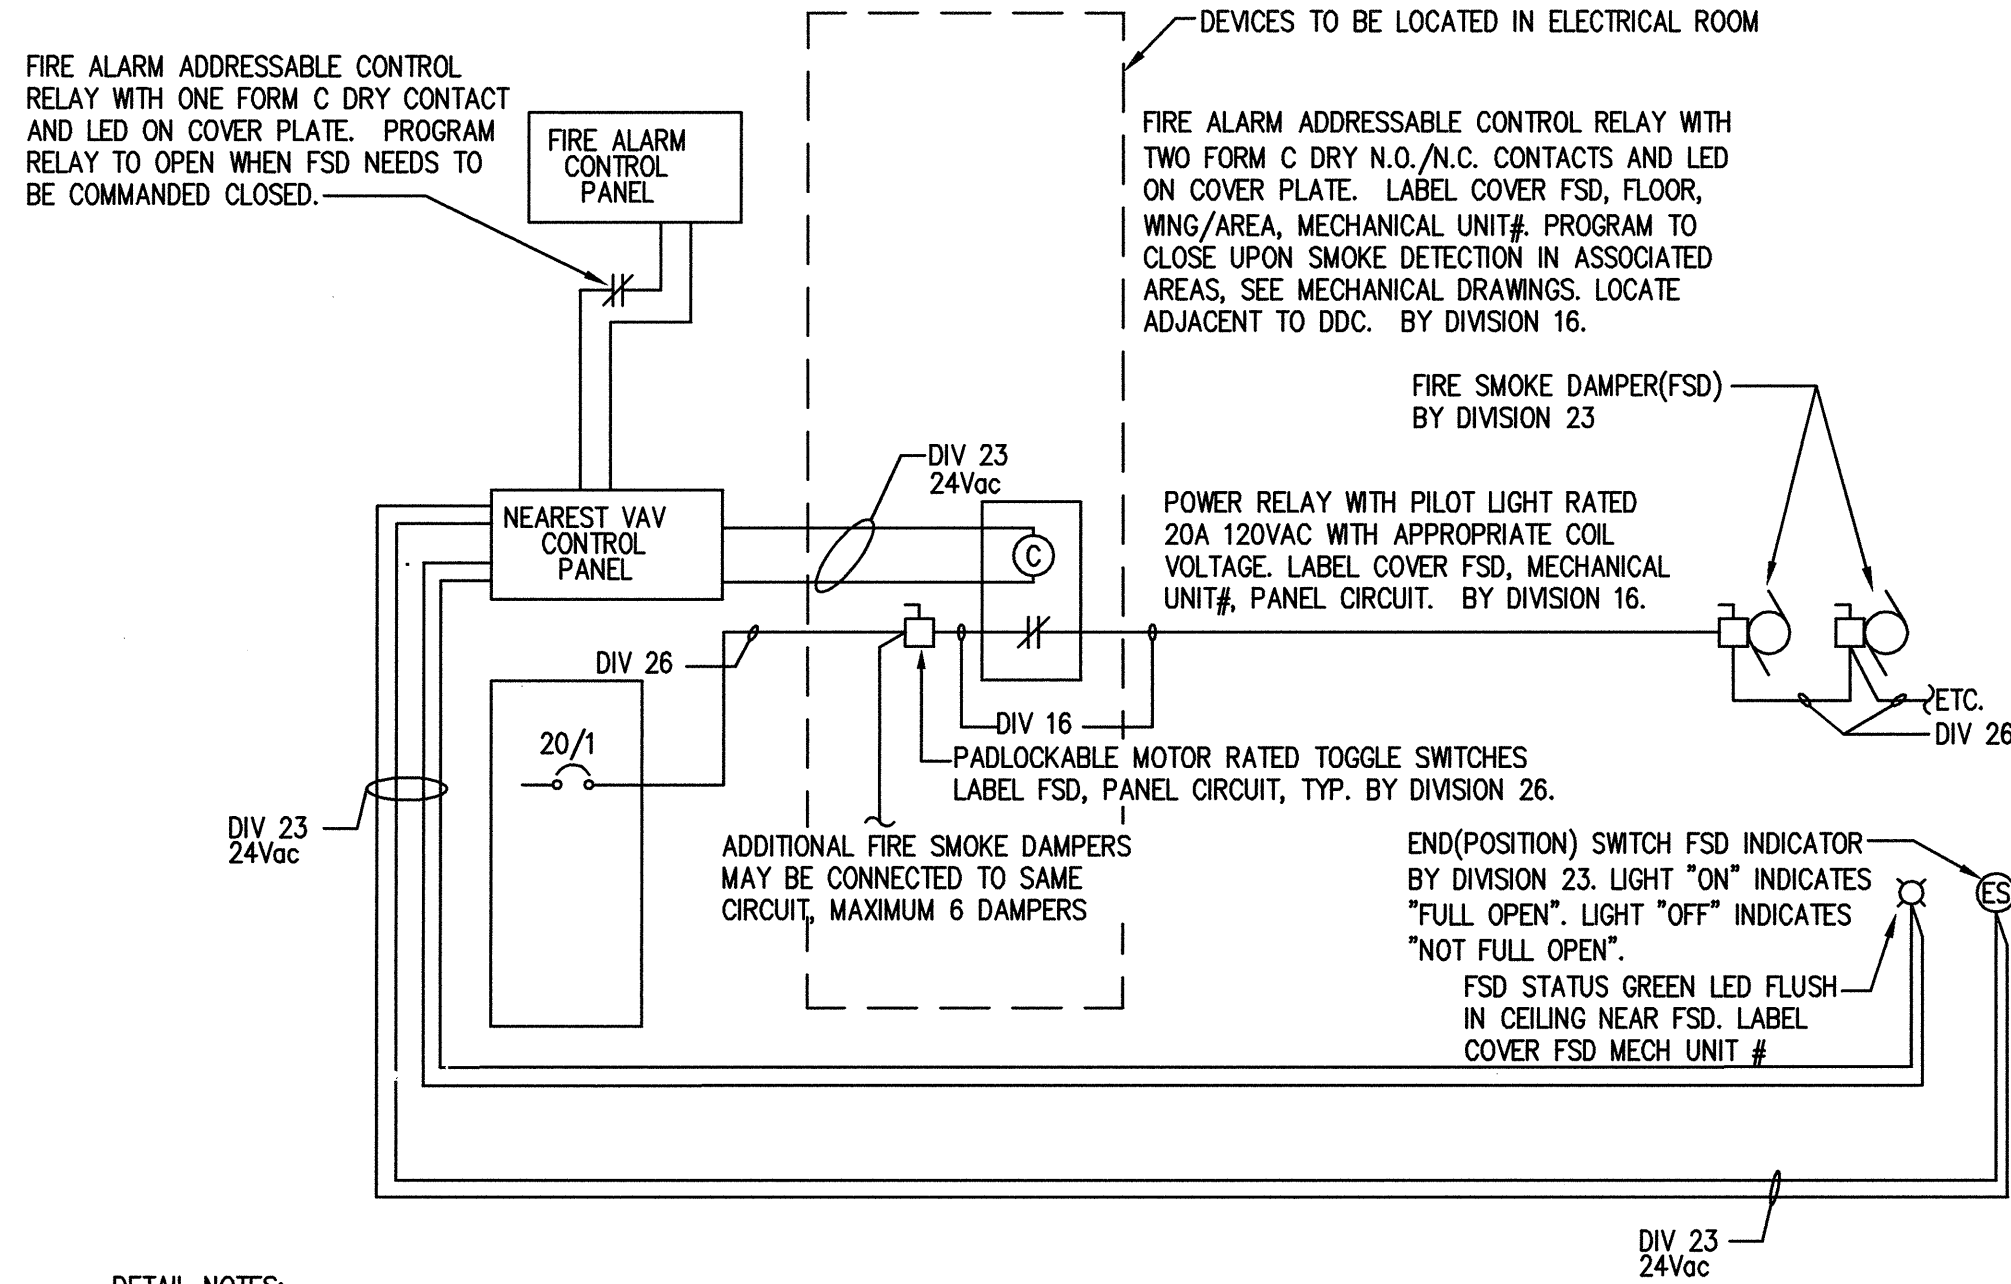 DEVICES TO BE LOCATED IN ELECTRICAL ROOM
FIRE ALARM ADDRESSABLE CONTROL
RELAY WITH ONE FORM C DRY CONTACT
AND LED ON COVER PLATE. PROGRAM
RELAY TO OPEN WHEN FSD NEEDS TO
BE COMMANDED CLOSED.
FIRE ALARM
CONTROL
PANEL
FIRE ALARM ADDRESSABLE CONTROL RELAY WITH
TWO FORM C DRY N.O./N.C. CONTACTS AND LED
ON COVER PLATE. LABEL COVER FSD, FLOOR,
WING/AREA, MECHANICAL UNIT#. PROGRAM TO
CLOSE UPON SMOKE DETECTION IN ASSOCIATED
AREAS, SEE MECHANICAL DRAWINGS. LOCATE
ADJACENT TO DDC. BY DIVISION 16.
FIRE SMOKE DAMPER(FSD)
BY DIVISION 23
DIV 23
24Vac
NEAREST VAV
CONTROL
PANEL
C
POWER RELAY WITH PILOT LIGHT RATED
20A 120VAC WITH APPROPRIATE COIL
VOLTAGE. LABEL COVER FSD, MECHANICAL
UNIT#, PANEL CIRCUIT. BY DIVISION 16.
DIV 26
ETC.
DIV 26
DIV 16
20/1
PADLOCKABLE MOTOR RATED TOGGLE SWITCHES
LABEL FSD, PANEL CIRCUIT, TYP. BY DIVISION 26.
DIV 23
24Vac
ADDITIONAL FIRE SMOKE DAMPERS
MAY BE CONNECTED TO SAME
CIRCUIT, MAXIMUM 6 DAMPERS
END(POSITION) SWITCH FSD INDICATOR
BY DIVISION 23. LIGHT "ON" INDICATES
"FULL OPEN". LIGHT "OFF" INDICATES
"NOT FULL OPEN".
ES
FSD STATUS GREEN LED FLUSH
IN CEILING NEAR FSD. LABEL
COVER FSD MECH UNIT #
DIV 23
24Vac
DETAIL NOTES: